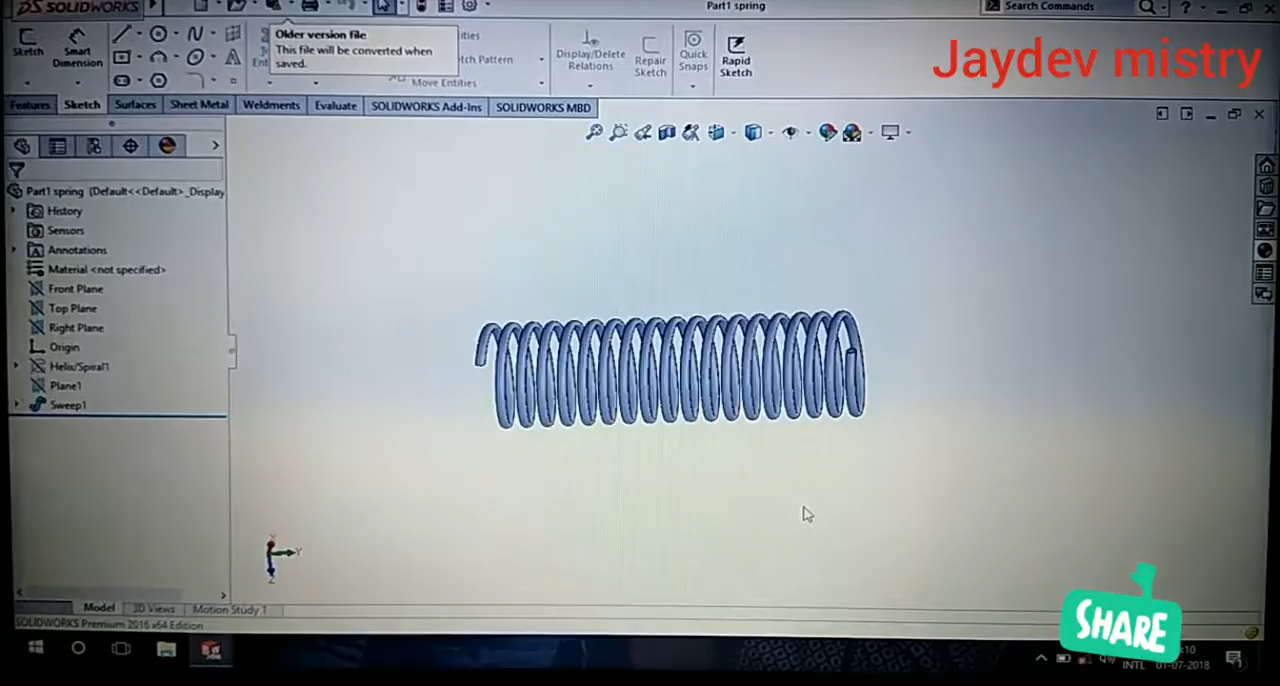 SOLIDWORKS
Part1 spring
Search Commands
Jaydev mistry
Older version file
This file will be converted when
saved.
Sketch
Smart
Dimension
Move Entities
Display/Delete
Relations
Repair
Sketch
Quick
Snaps
Rapid
Sketch
Features
Sketch
Surfaces
Sheet Metal
Weldments
Evaluate
SOLIDWORKS Add-Ins
SOLIDWORKS MBD
Part1 spring (Default<<Default>_Display
History
Sensors
Annotations
Material <not specified>
Front Plane
Top Plane
Right Plane
Origin
Helix/Spiral1
Plane1
Sweep1
Y
Z
Model
3D Views
Motion Study 1
SOLIDWORKS Premium 2016 x64 Edition
SHARE
INTL
01-07-2018